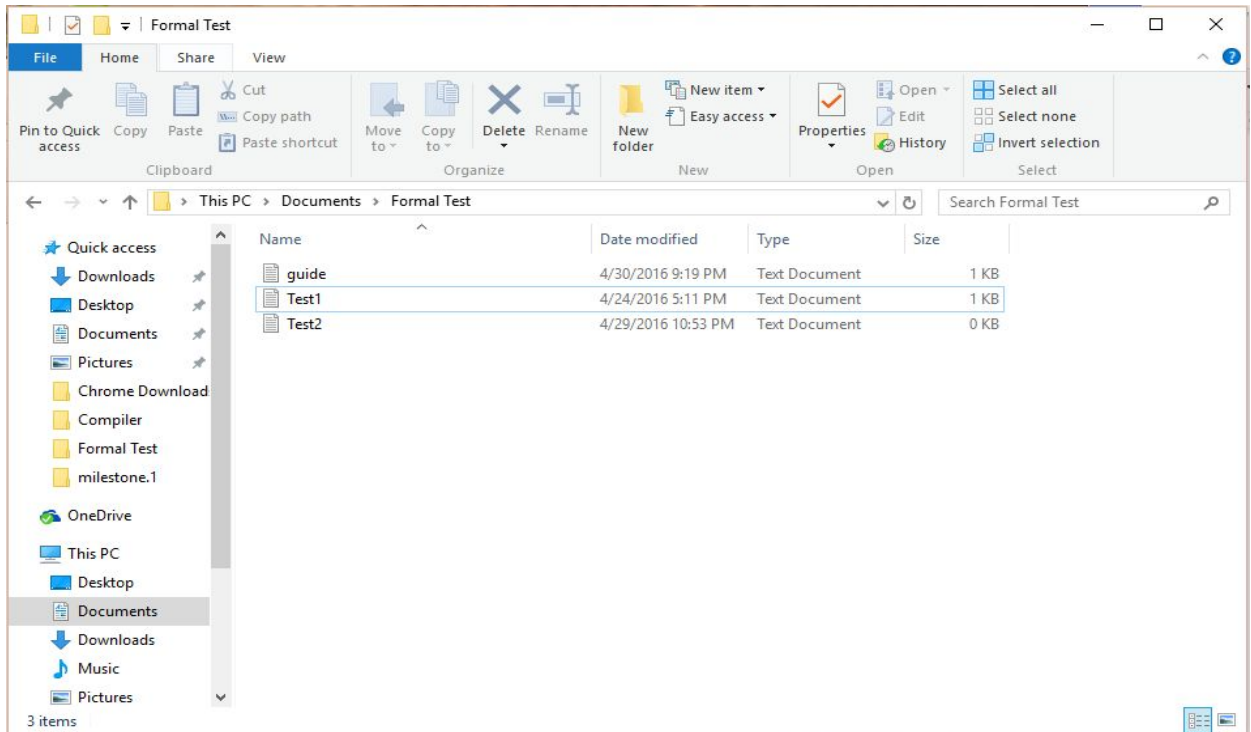 Formal Test
File Home Share View
Pin to Quick access
Copy
Paste
Cut
Copy path
Paste shortcut
Clipboard
Move to
Copy to
Delete
Rename
Organize
New folder
New item
Easy access
New
Properties
Open
Edit
History
Open
Select all
Select none
Invert selection
Select
This PC > Documents > Formal Test
Search Formal Test
Quick access
Downloads
Desktop
Documents
Pictures
Chrome Download
Compiler
Formal Test
milestone.1
OneDrive
This PC
Desktop
Documents
Downloads
Music
Pictures
Name Date modified Type Size
guide 4/30/2016 9:19 PM Text Document 1 KB
Test1 4/24/2016 5:11 PM Text Document 1 KB
Test2 4/29/2016 10:53 PM Text Document 0 KB
3 items